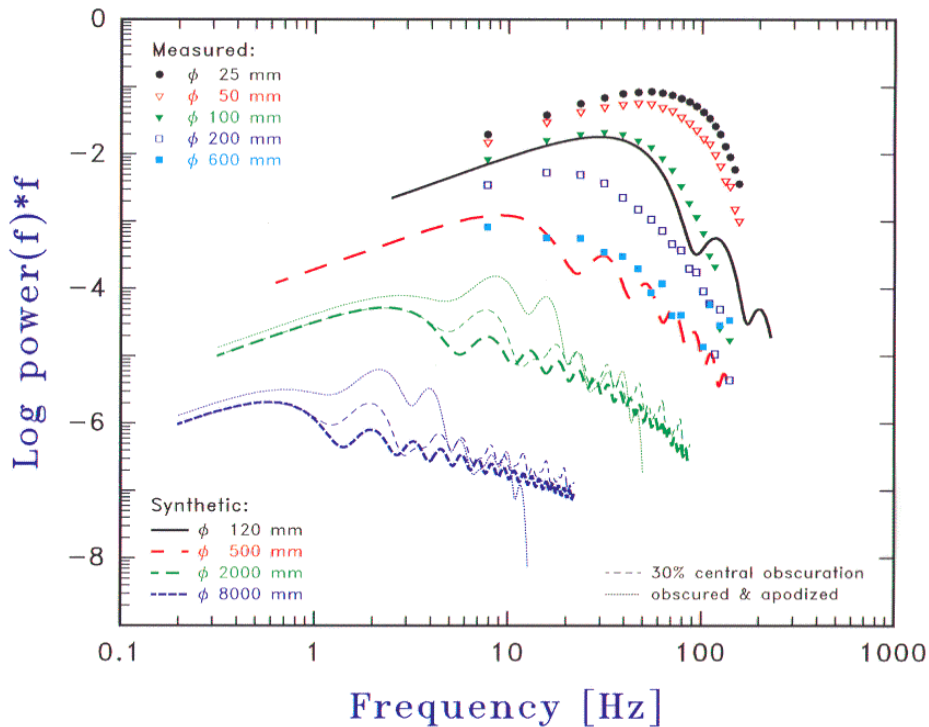 0
Measured:
ϕ 25 mm
ϕ 50 mm
ϕ 100 mm
ϕ 200 mm
ϕ 600 mm
−2
−4
−6
−8
Log power(f)*f
Synthetic:
ϕ 120 mm
ϕ 500 mm
ϕ 2000 mm
ϕ 8000 mm
30% central obscuration
obscured & apodized
0.1 1 10 100 1000
Frequency [Hz]